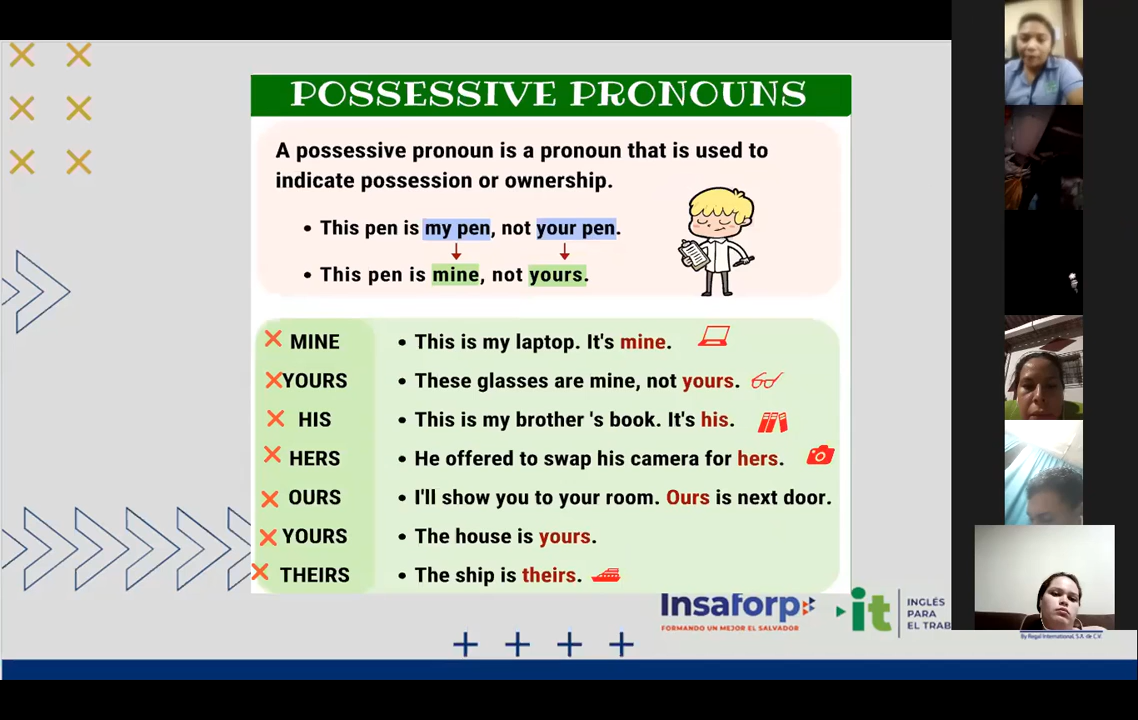 POSSESSIVE PRONOUNS
A possessive pronoun is a pronoun that is used to
indicate possession or ownership.
• This pen is my pen, not your pen.
• This pen is mine, not yours.
MINE • This is my laptop. It's mine.
YOURS • These glasses are mine, not yours.
HIS • This is my brother 's book. It's his.
HERS • He offered to swap his camera for hers.
OURS • I'll show you to your room. Ours is next door.
YOURS • The house is yours.
THEIRS • The ship is theirs.
Insaforp
FORMANDO UN MEJOR EL SALVADOR
it
INGLÉS
PARA
EL TRAB
By Regal International, S.A. de C.V.